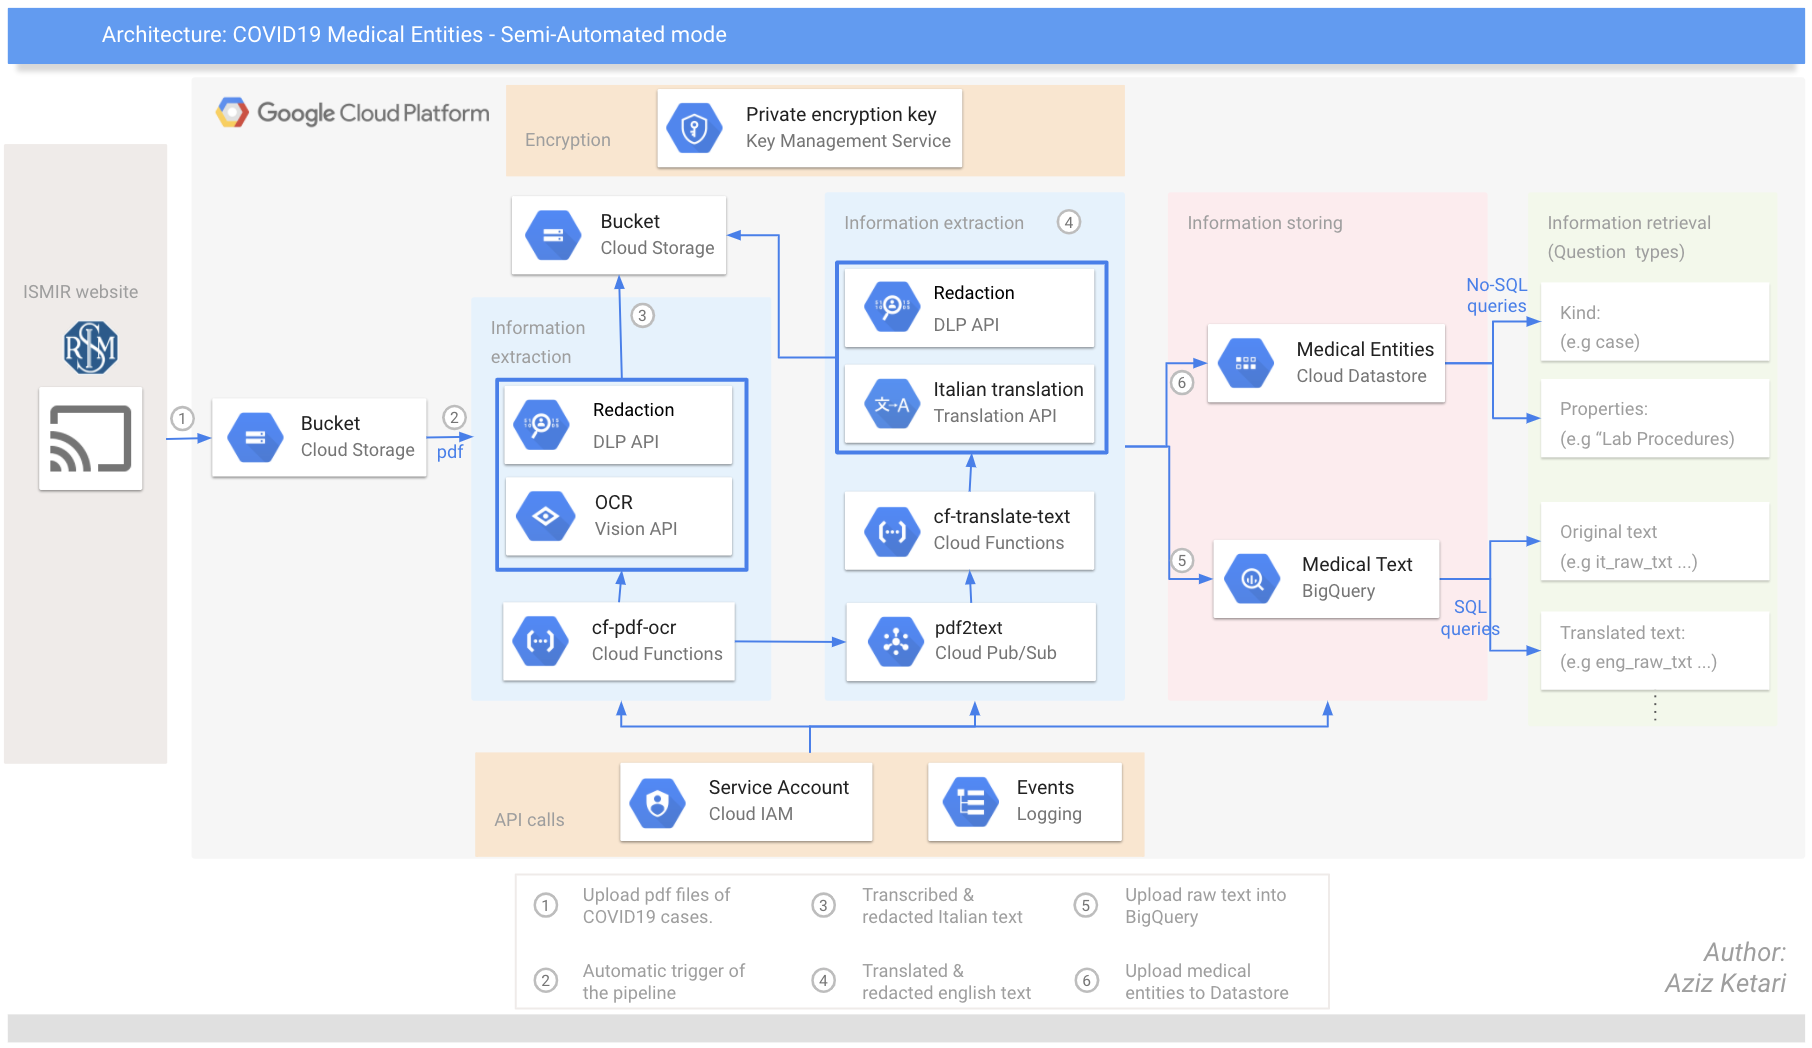 Architecture: COVID19 Medical Entities - Semi-Automated mode
Google Cloud Platform
Encryption
Private encryption key
Key Management Service
ISMIR website
RSM
1
Bucket
Cloud Storage
2
pdf
Bucket
Cloud Storage
3
Information
extraction
Redaction
DLP API
OCR
Vision API
cf-pdf-ocr
Cloud Functions
Information extraction
4
Redaction
DLP API
Italian translation
Translation API
cf-translate-text
Cloud Functions
pdf2text
Cloud Pub/Sub
Information storing
6
Medical Entities
Cloud Datastore
5
Medical Text
BigQuery
No-SQL
queries
SQL
queries
Information retrieval
(Question types)
Kind:
(e.g case)
Properties:
(e.g “Lab Procedures)
Original text
(e.g it_raw_txt ...)
Translated text:
(e.g eng_raw_txt ...)
API calls
Service Account
Cloud IAM
Events
Logging
1
Upload pdf files of
COVID19 cases.
2
Automatic trigger of
the pipeline
3
Transcribed &
redacted Italian text
4
Translated &
redacted english text
5
Upload raw text into
BigQuery
6
Upload medical
entities to Datastore
Author:
Aziz Ketari